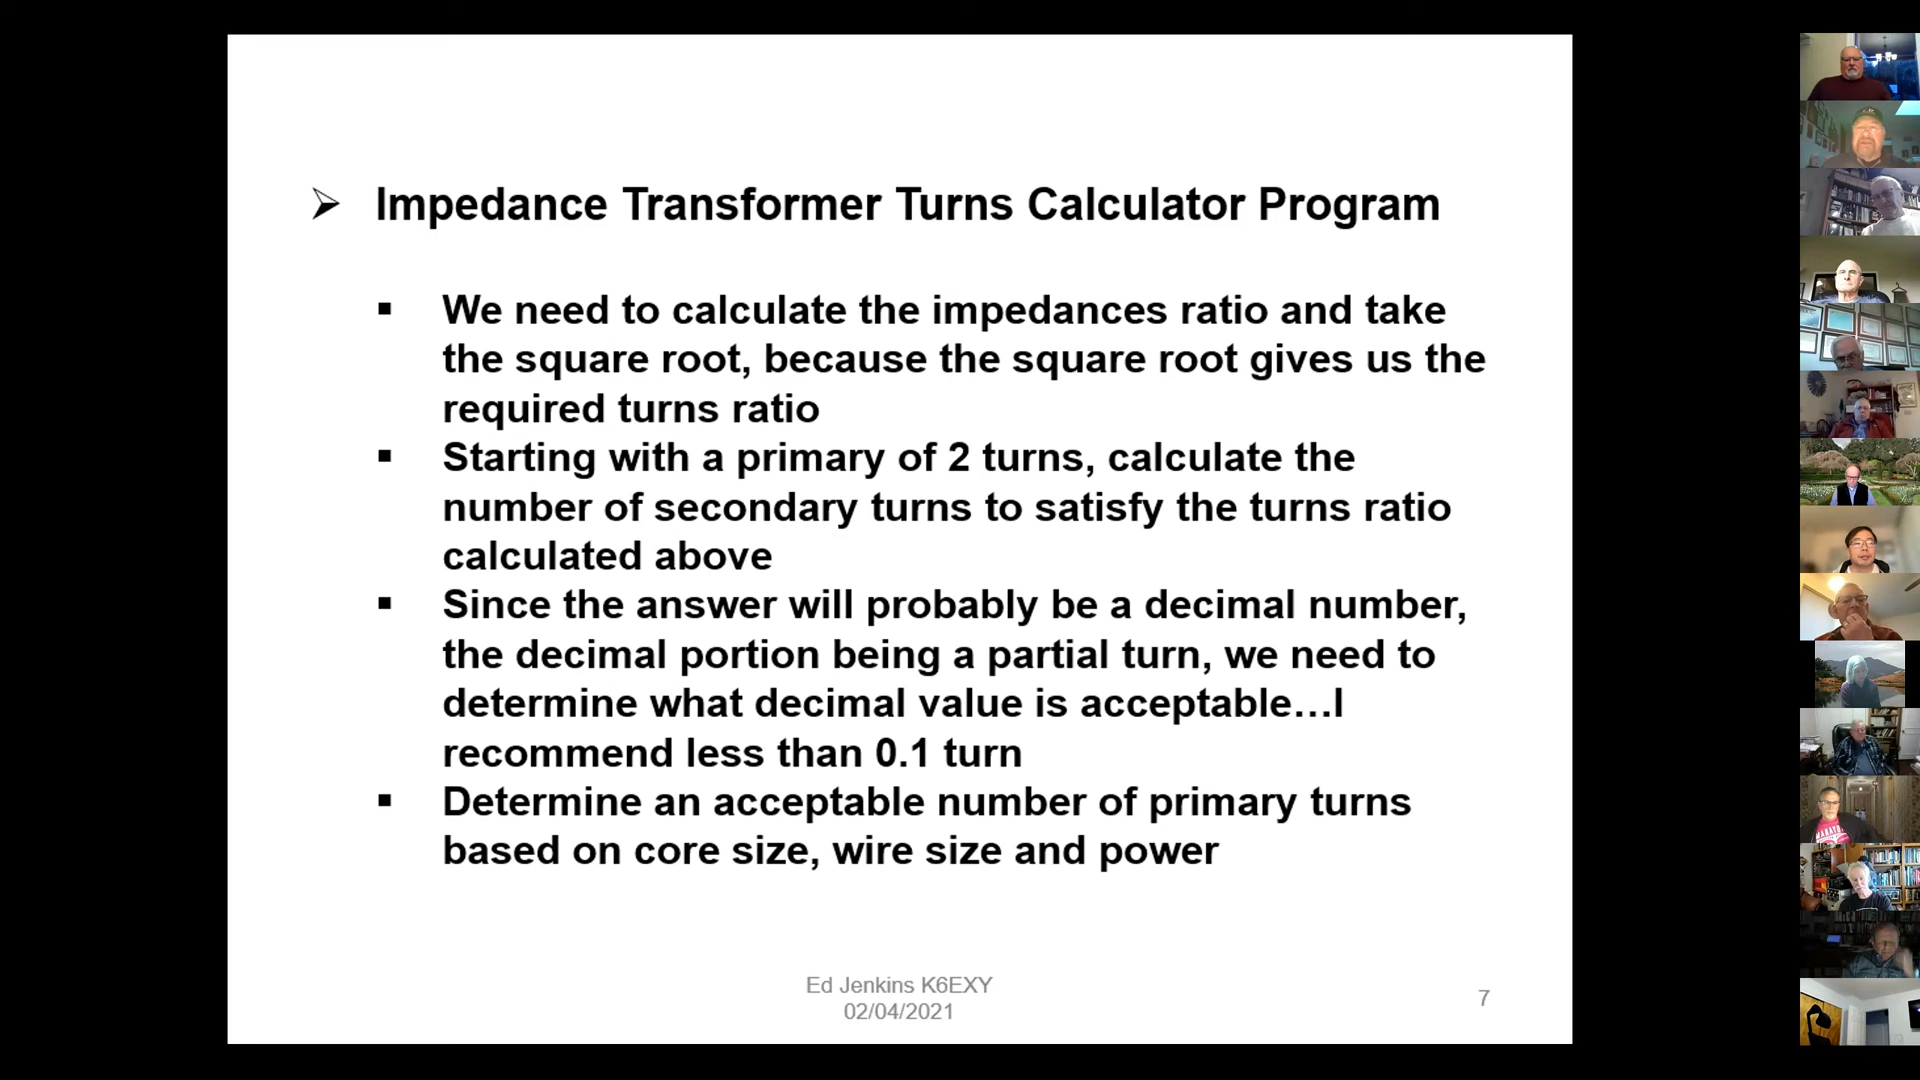 Impedance Transformer Turns Calculator Program
We need to calculate the impedances ratio and take
the square root, because the square root gives us the
required turns ratio
Starting with a primary of 2 turns, calculate the
number of secondary turns to satisfy the turns ratio
calculated above
Since the answer will probably be a decimal number,
the decimal portion being a partial turn, we need to
determine what decimal value is acceptable…I
recommend less than 0.1 turn
Determine an acceptable number of primary turns
based on core size, wire size and power
Ed Jenkins K6EXY
02/04/2021
7